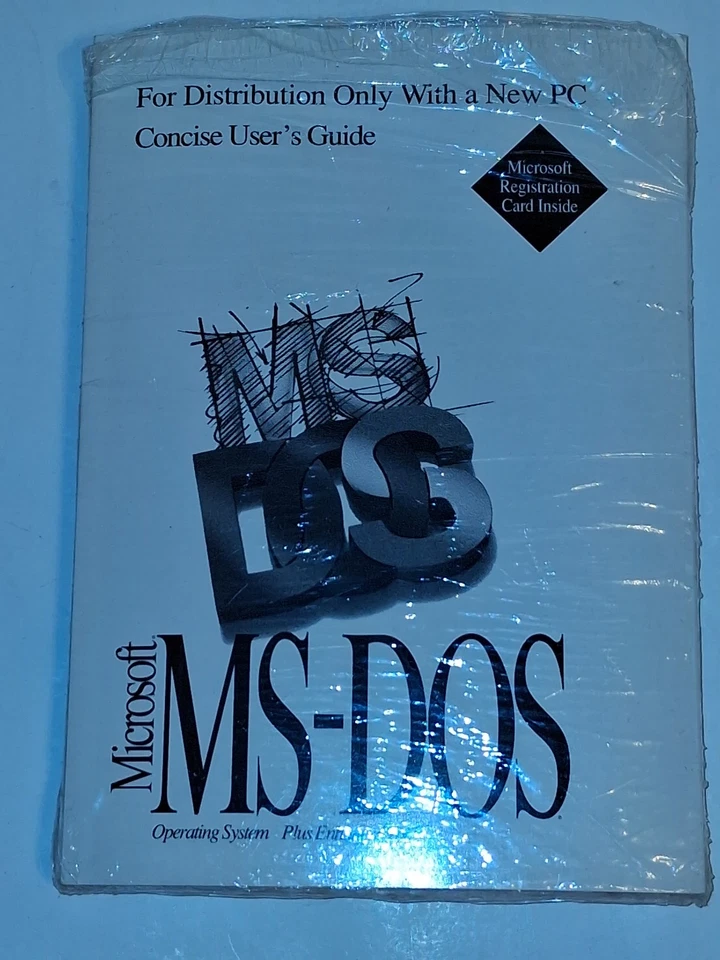 For Distribution Only With a New PC
Concise User's Guide
Microsoft
Registration
Card Inside
MS
DOS
Microsoft
MS-DOS
Operating System Plus